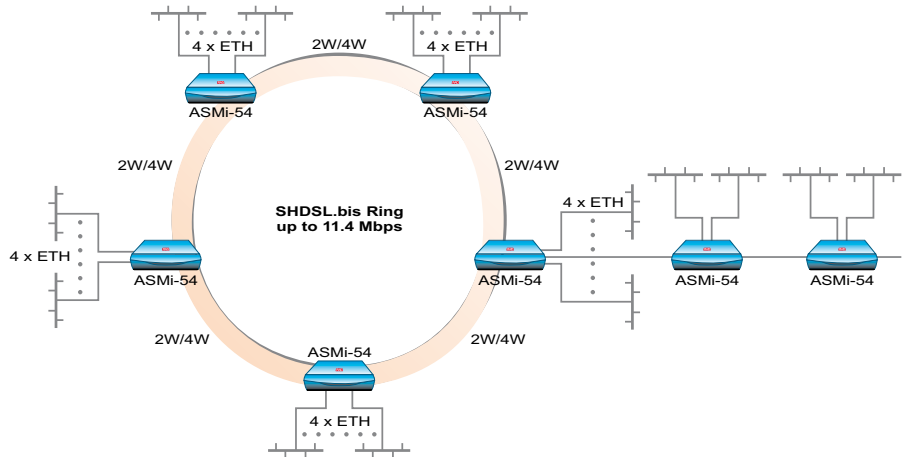 4 x ETH
2W/4W
4 x ETH
ASMi-54
ASMi-54
2W/4W
2W/4W
SHDSL.bis Ring
up to 11.4 Mbps
4 x ETH
4 x ETH
ASMi-54
ASMi-54
ASMi-54
ASMi-54
2W/4W
2W/4W
ASMi-54
4 x ETH